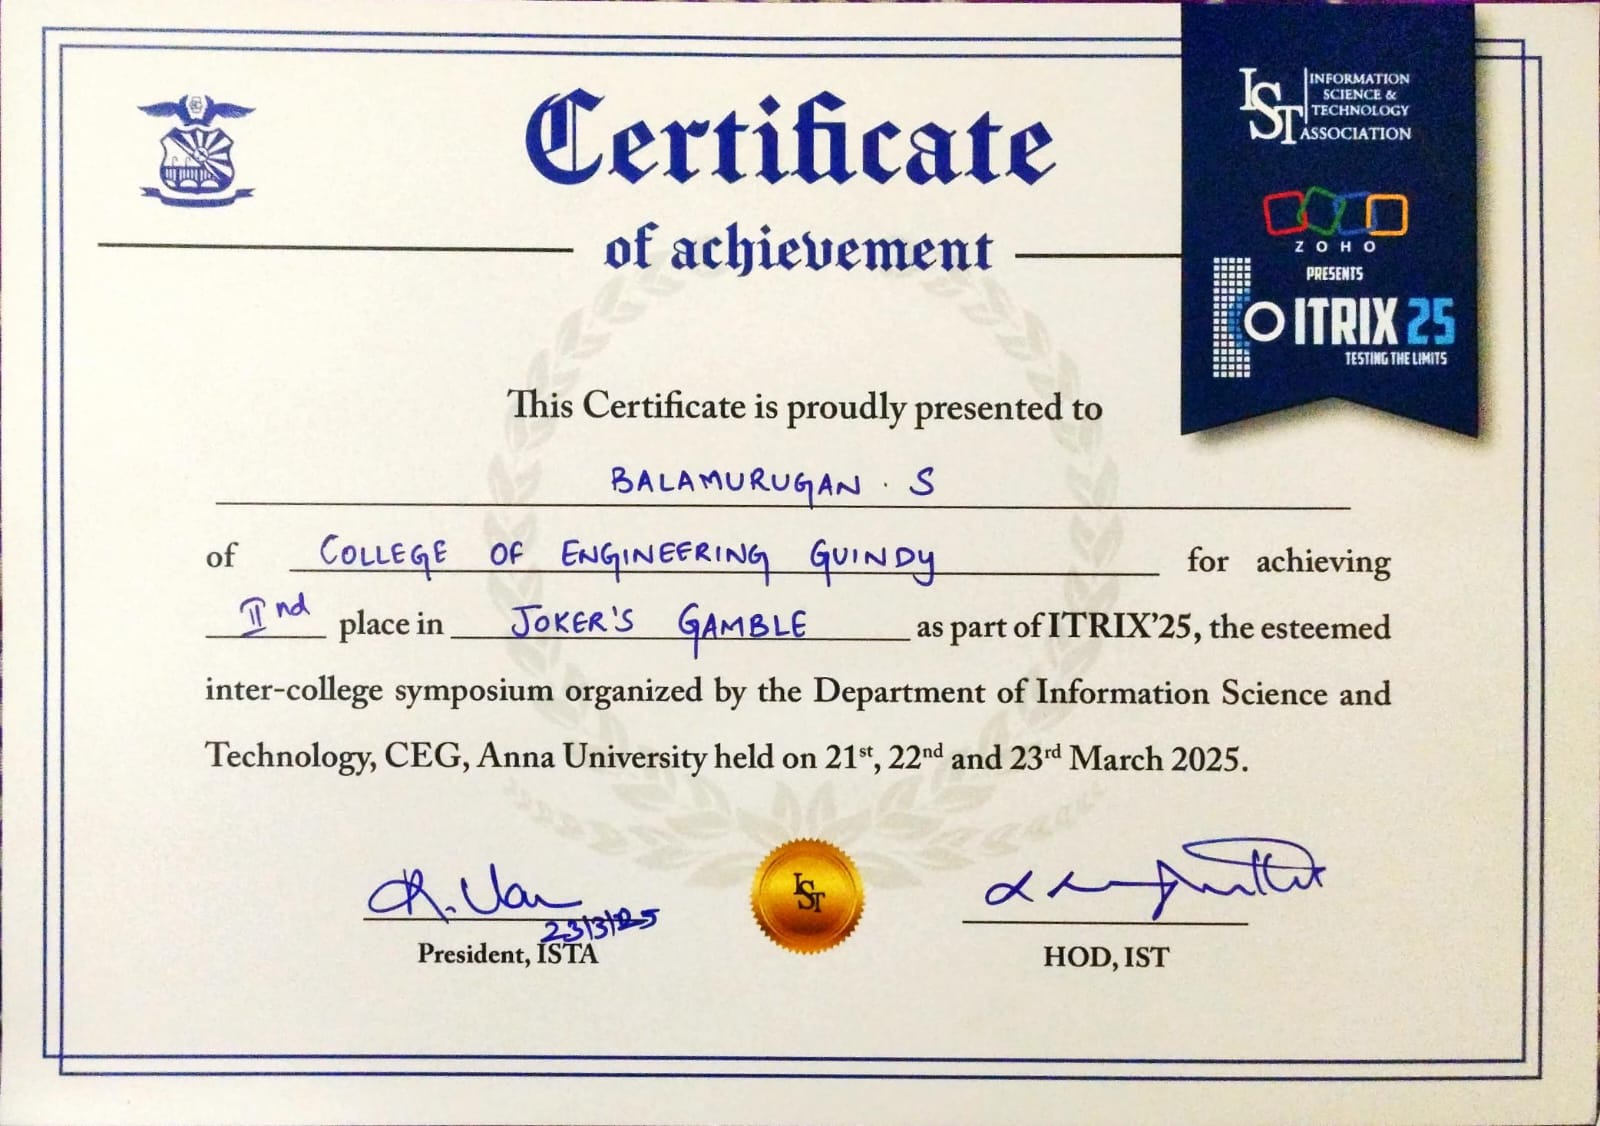 Certificate
of achievement
IST
INFORMATION
SCIENCE &
TECHNOLOGY
ASSOCIATION
ZOHO
PRESENTS
ITRIX 25
TESTING THE LIMITS
This Certificate is proudly presented to
BALAMURUGAN . S
of COLLEGE OF ENGINEERING GUINDY for achieving
IInd place in JOKER'S GAMBLE as part of ITRIX'25, the esteemed
inter-college symposium organized by the Department of Information Science and
Technology, CEG, Anna University held on 21st, 22nd and 23rd March 2025.
23/3/25
President, ISTA
IST
HOD, IST